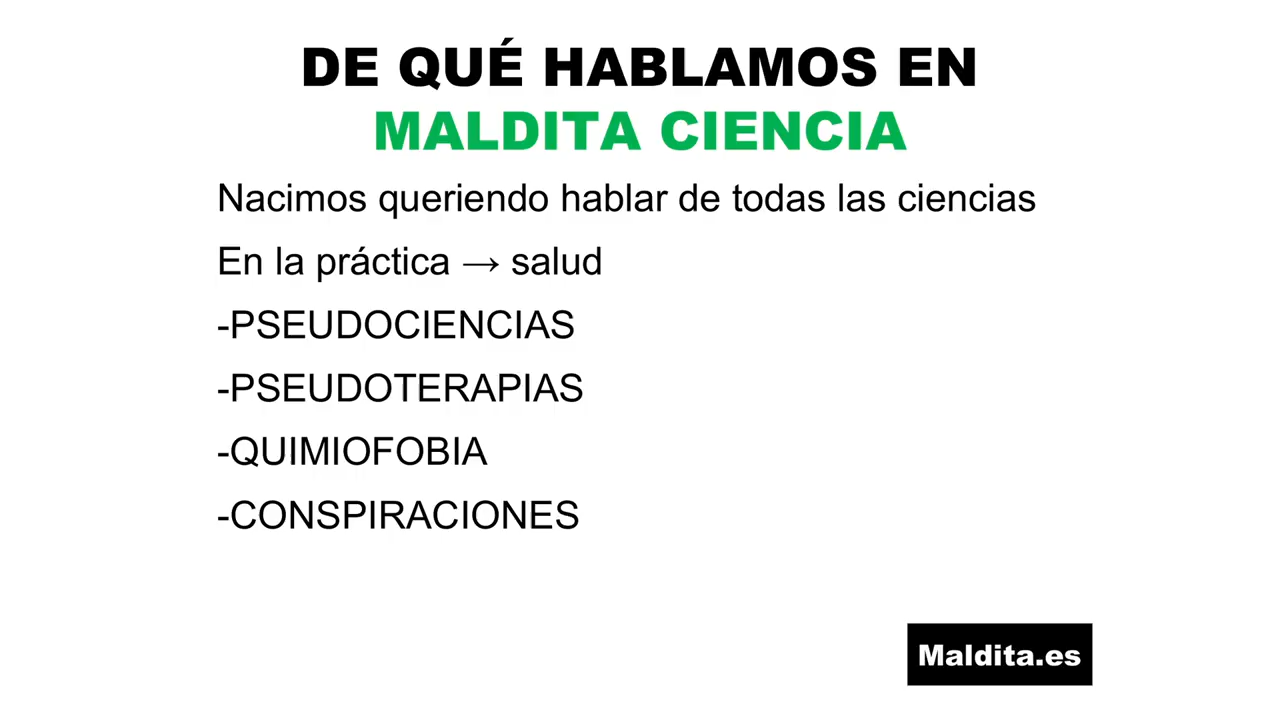 DE QUÉ HABLAMOS EN
MALDITA CIENCIA
Nacimos queriendo hablar de todas las ciencias
En la práctica → salud
-PSEUDOCIENCIAS
-PSEUDOTERAPIAS
-QUIMIOFOBIA
-CONSPIRACIONES
Maldita.es